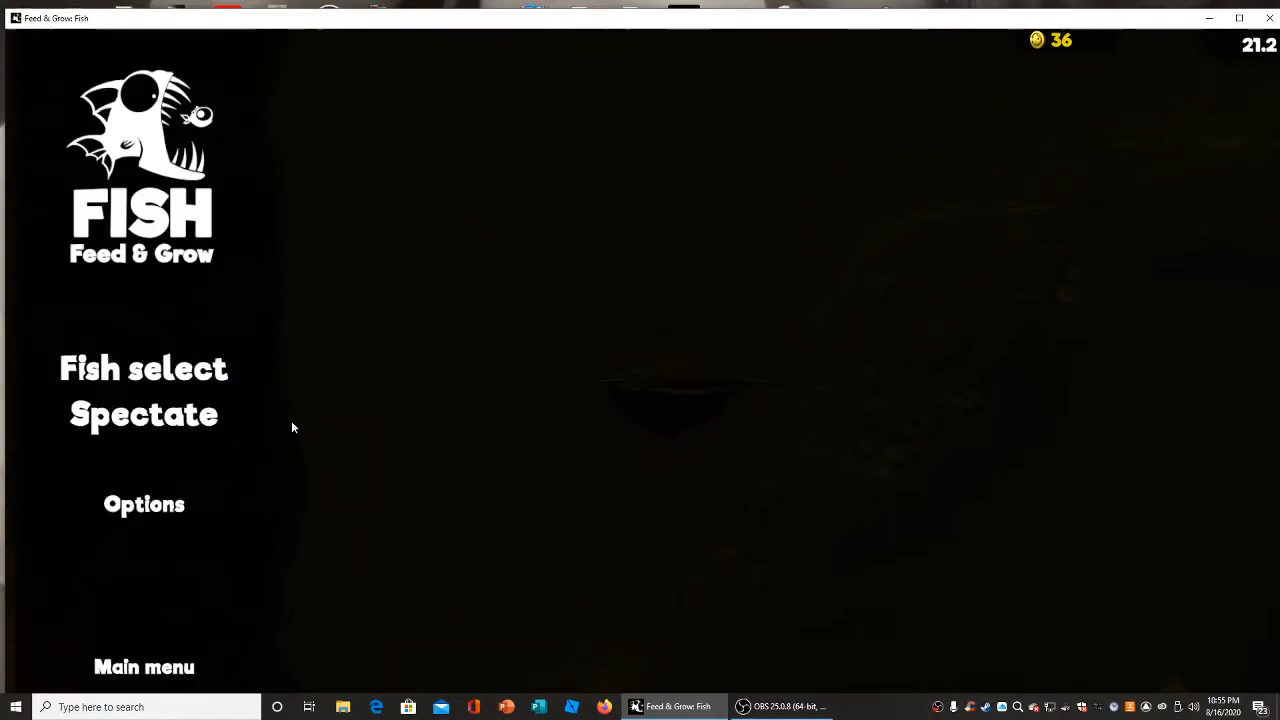 Feed & Grow: Fish
36
21.2
FISH
Feed & Grow
Fish select
Spectate
Options
Main menu
Type here to search
Feed & Grow: Fish
OBS 25.0.8 (64-bit, ...
10:55 PM
8/16/2020